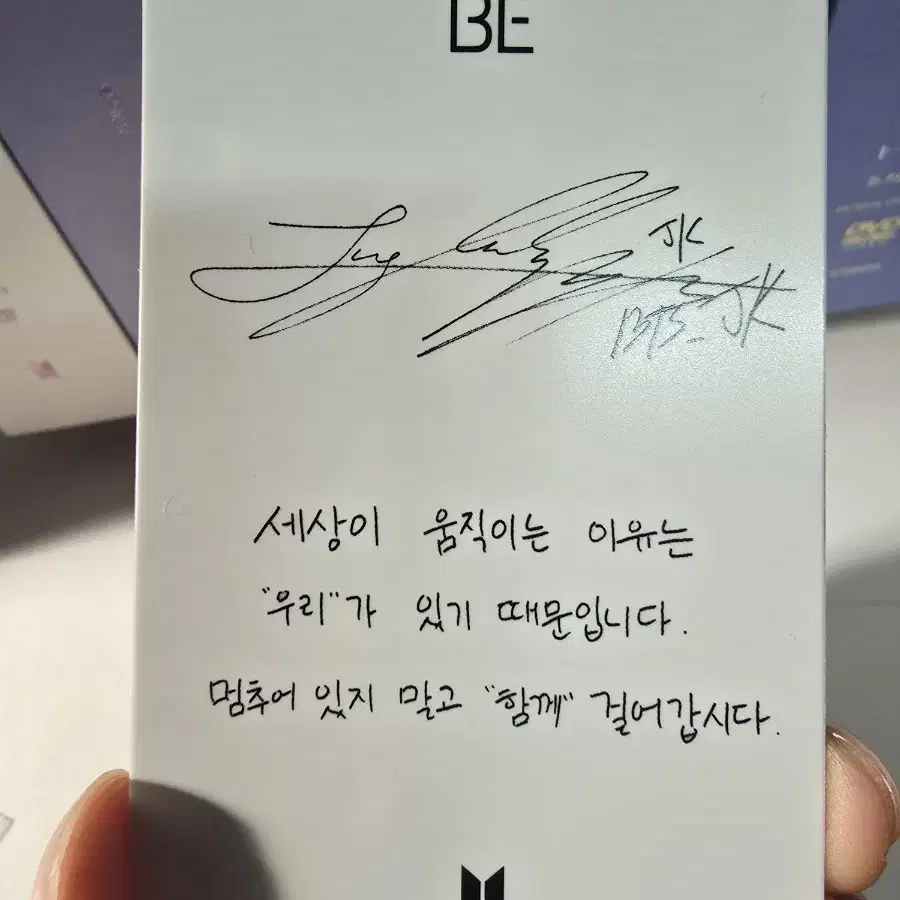 BE
JK
BTS_JK
세상이 움직이는 이유는
"우리"가 있기 때문입니다.
멈추어 있지 말고 "함께" 걸어갑시다.